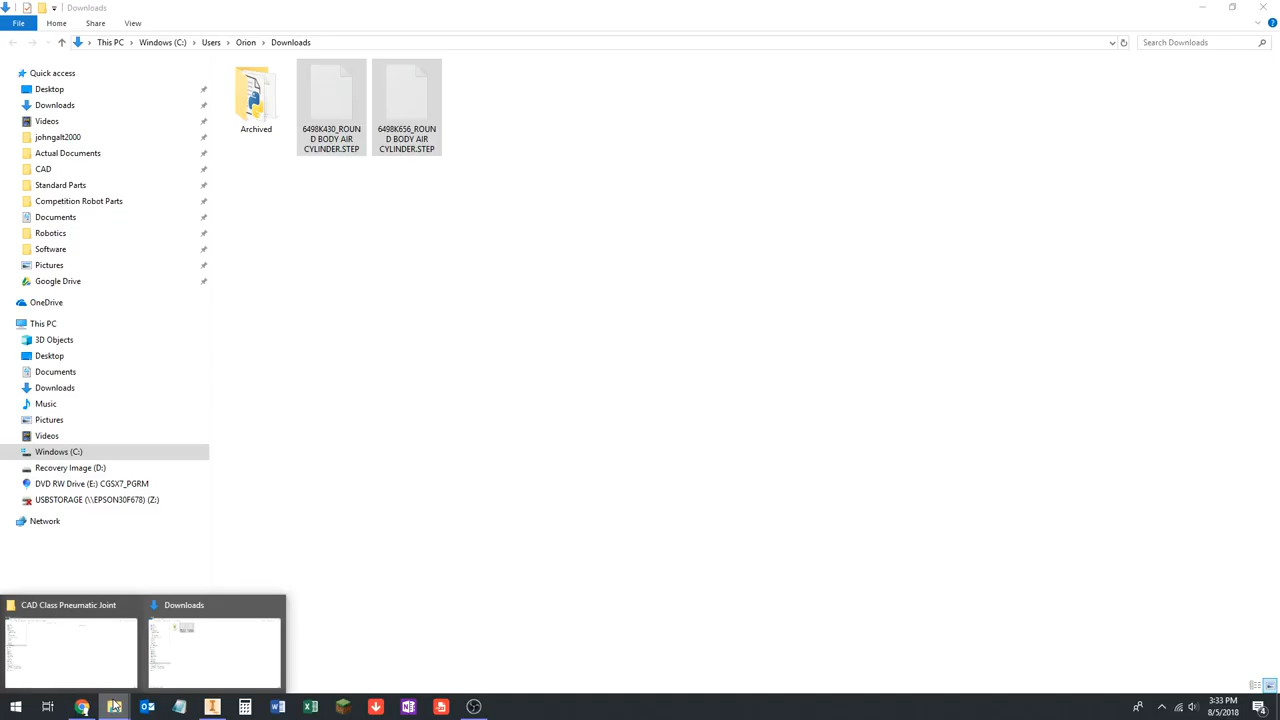 Downloads
File Home Share View
This PC Windows (C:) Users Orion Downloads
Search Downloads
Quick access
Desktop
Downloads
Videos
johngalt2000
Actual Documents
CAD
Standard Parts
Competition Robot Parts
Documents
Robotics
Software
Pictures
Google Drive
OneDrive
This PC
3D Objects
Desktop
Documents
Downloads
Music
Pictures
Videos
Windows (C:)
Recovery Image (D:)
DVD RW Drive (E:) CGSX7_PGRM
USBSTORAGE (\\EPSON30F678) (Z:)
Network
Archived
6498K430_ROUN
D BODY AIR
CYLINDER.STEP
6498K656_ROUN
D BODY AIR
CYLINDER.STEP
CAD Class Pneumatic Joint
Downloads
3:33 PM
8/5/2018
4